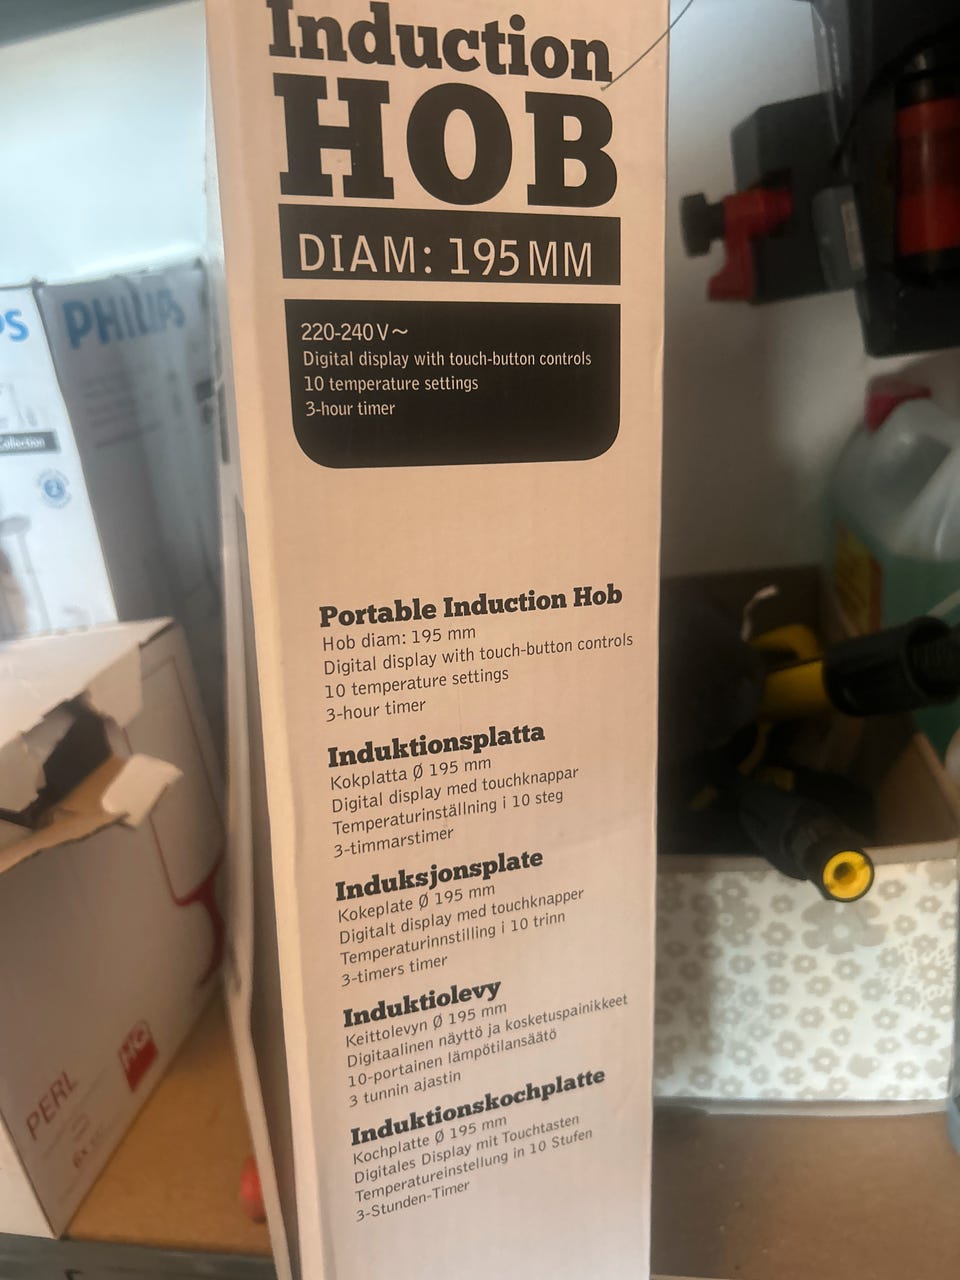 Induction
HOB
DIAM: 195 MM
220-240 V~
Digital display with touch-button controls
10 temperature settings
3-hour timer
Portable Induction Hob
Hob diam: 195 mm
Digital display with touch-button controls
10 temperature settings
3-hour timer
Induktionsplatta
Kokplatta Ø 195 mm
Digital display med touchknappar
Temperaturinställning i 10 steg
3-timmarstimer
Induksjonsplate
Kokeplate Ø 195 mm
Digitalt display med touchknapper
Temperaturinnstilling i 10 trinn
3-timers timer
Induktiolevy
Keittolevyn Ø 195 mm
Digitaalinen näyttö ja kosketuspainikkeet
10-portainen lämpötilansäätö
3 tunnin ajastin
Induktionskochplatte
Kochplatte Ø 195 mm
Digitales Display mit Touchtasten
Temperatureinstellung in 10 Stufen
3-Stunden-Timer
PS
PHILIPS
Collection
PERL